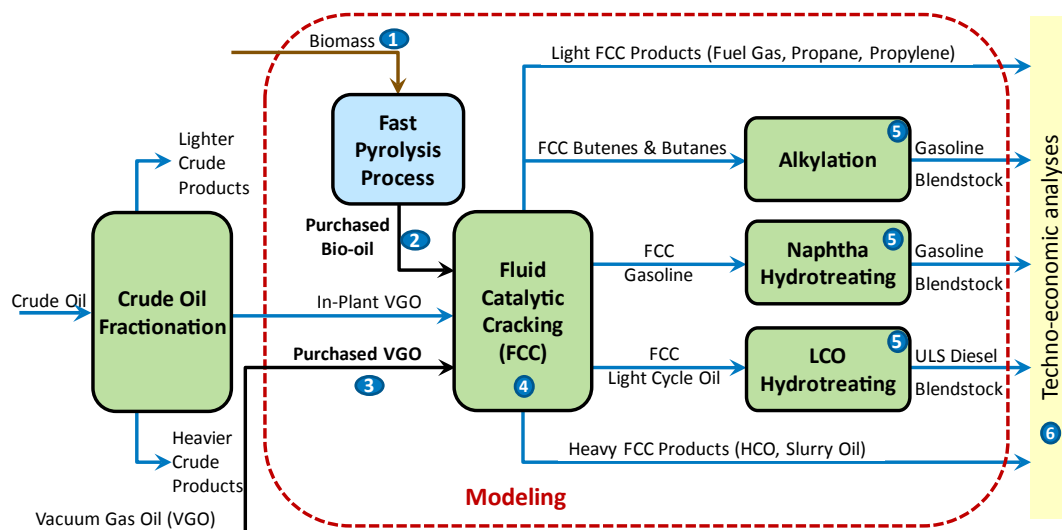 Biomass 1
Light FCC Products (Fuel Gas, Propane, Propylene)
Fast
Pyrolysis
Process
Lighter
Crude
Products
FCC Butenes & Butanes
5
Alkylation
Gasoline
Blendstock
Purchased
Bio-oil
2
Crude Oil
Crude Oil
Fractionation
In-Plant VGO
Purchased VGO
3
Fluid
Catalytic
Cracking
(FCC)
4
FCC
Gasoline
5
Naphtha
Hydrotreating
Gasoline
Blendstock
FCC
Light Cycle Oil
5
LCO
Hydrotreating
ULS Diesel
Blendstock
Heavier
Crude
Products
Heavy FCC Products (HCO, Slurry Oil)
Modeling
Vacuum Gas Oil (VGO)
6 Techno-economic analyses